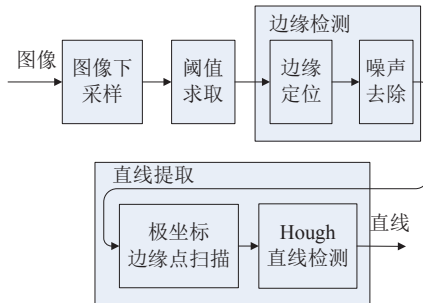 边缘检测
图像
图像下
采样
阈值
求取
边缘
定位
噪声
去除
直线提取
极坐标
边缘点扫描
Hough
直线检测
直线